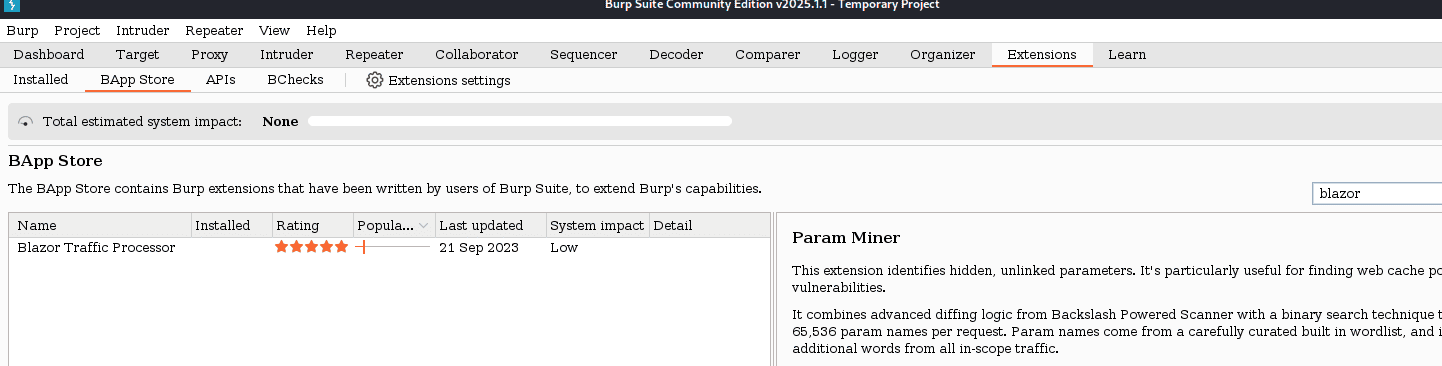 Burp Suite Community Edition v2025.1.1 - Temporary Project
Burp Project Intruder Repeater View Help
Dashboard Target Proxy Intruder Repeater Collaborator Sequencer Decoder Comparer Logger Organizer Extensions Learn
Installed BApp Store APIs BChecks Extensions settings
Total estimated system impact: None
BApp Store
The BApp Store contains Burp extensions that have been written by users of Burp Suite, to extend Burp's capabilities.
blazor
Name Installed Rating Popula... Last updated System impact Detail
Blazor Traffic Processor 21 Sep 2023 Low
Param Miner
This extension identifies hidden, unlinked parameters. It's particularly useful for finding web cache
vulnerabilities.
It combines advanced diffing logic from Backslash Powered Scanner with a binary search technique
65,536 param names per request. Param names come from a carefully curated built in wordlist, and
additional words from all in-scope traffic.